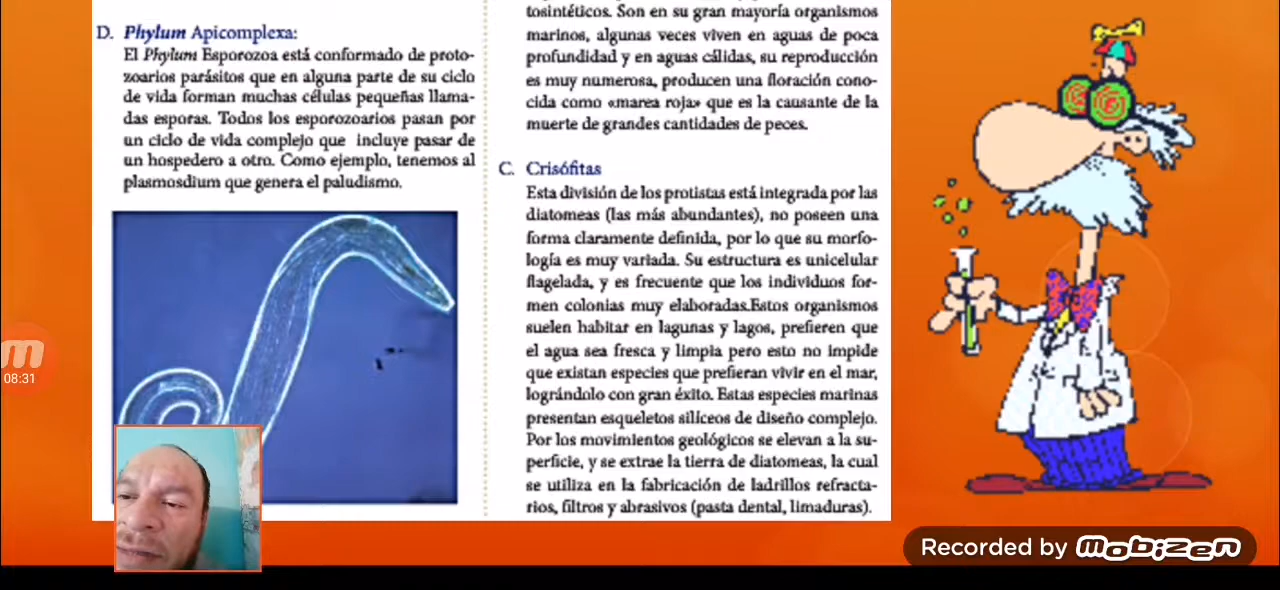 D. Phylum Apicomplexa:
El Phylum Esporozoa está conformado de proto-
zoarios parásitos que en alguna parte de su ciclo
de vida forman muchas células pequeñas llama-
das esporas. Todos los esporozoarios pasan por
un ciclo de vida complejo que incluye pasar de
un hospedero a otro. Como ejemplo, tenemos al
plasmosdium que genera el paludismo.
tosintéticos. Son en su gran mayoría organismos
marinos, algunas veces viven en aguas de poca
profundidad y en aguas cálidas, su reproducción
es muy numerosa, producen una floración cono-
cida como «marea roja» que es la causante de la
muerte de grandes cantidades de peces.
C. Crisófitas
Esta división de los protistas está integrada por las
diatomeas (las más abundantes), no poseen una
forma claramente definida, por lo que su morfo-
logía es muy variada. Su estructura es unicelular
flagelada, y es frecuente que los individuos for-
men colonias muy elaboradas.Estos organismos
suelen habitar en lagunas y lagos, prefieren que
el agua sea fresca y limpia pero esto no impide
que existan especies que prefieran vivir en el mar,
lográndolo con gran éxito. Estas especies marinas
presentan esqueletos silíceos de diseño complejo.
Por los movimientos geológicos se elevan a la su-
perficie, y se extrae la tierra de diatomeas, la cual
se utiliza en la fabricación de ladrillos refracta-
rios, filtros y abrasivos (pasta dental, limaduras).
m
08:31
Recorded by Mobizen